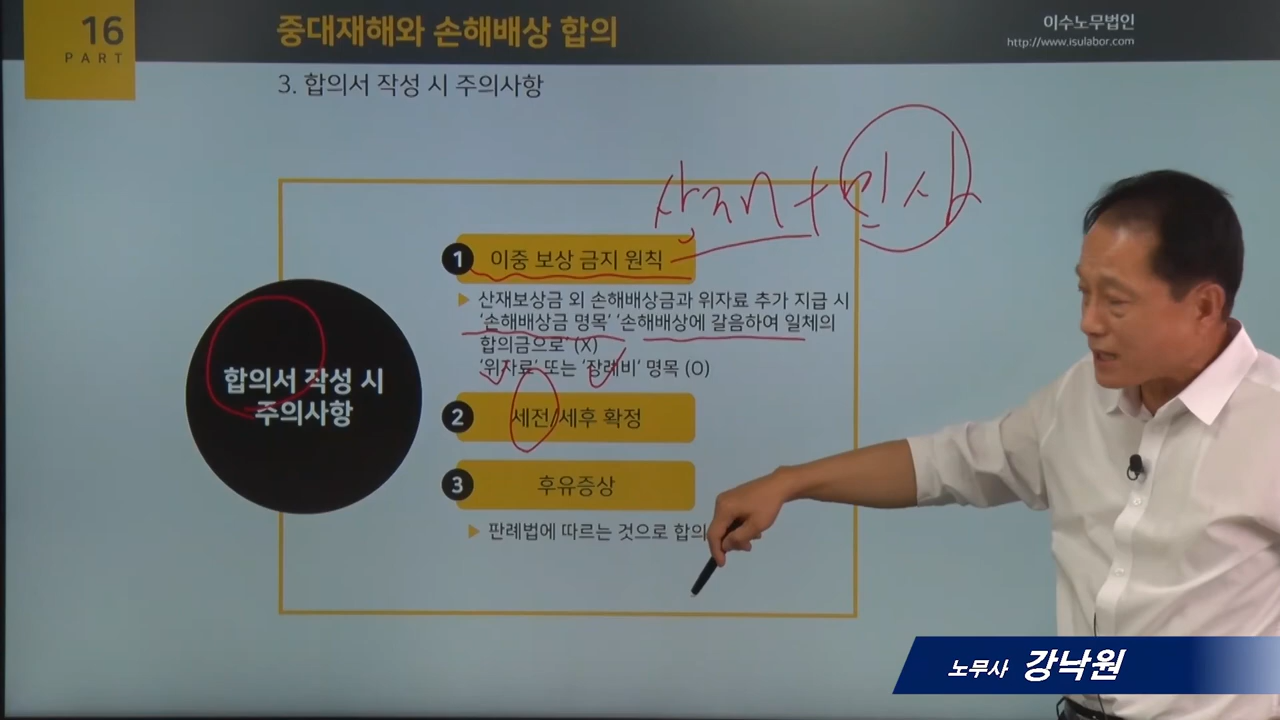 16
PART
중대재해와 손해배상 합의
이수노무법인
http://www.isulabor.com
3. 합의서 작성 시 주의사항
산재 + 민사
1 이중 보상 금지 원칙
산재보상금 외 손해배상금과 위자료 추가 지급 시
'손해배상금 명목' '손해배상에 갈음하여 일체의
합의금으로' (X)
'위자료' 또는 '장례비' 명목 (O)
합의서 작성 시
주의사항
2 세전/세후 확정
3 후유증상
판례법에 따르는 것으로 합의
노무사 강낙원